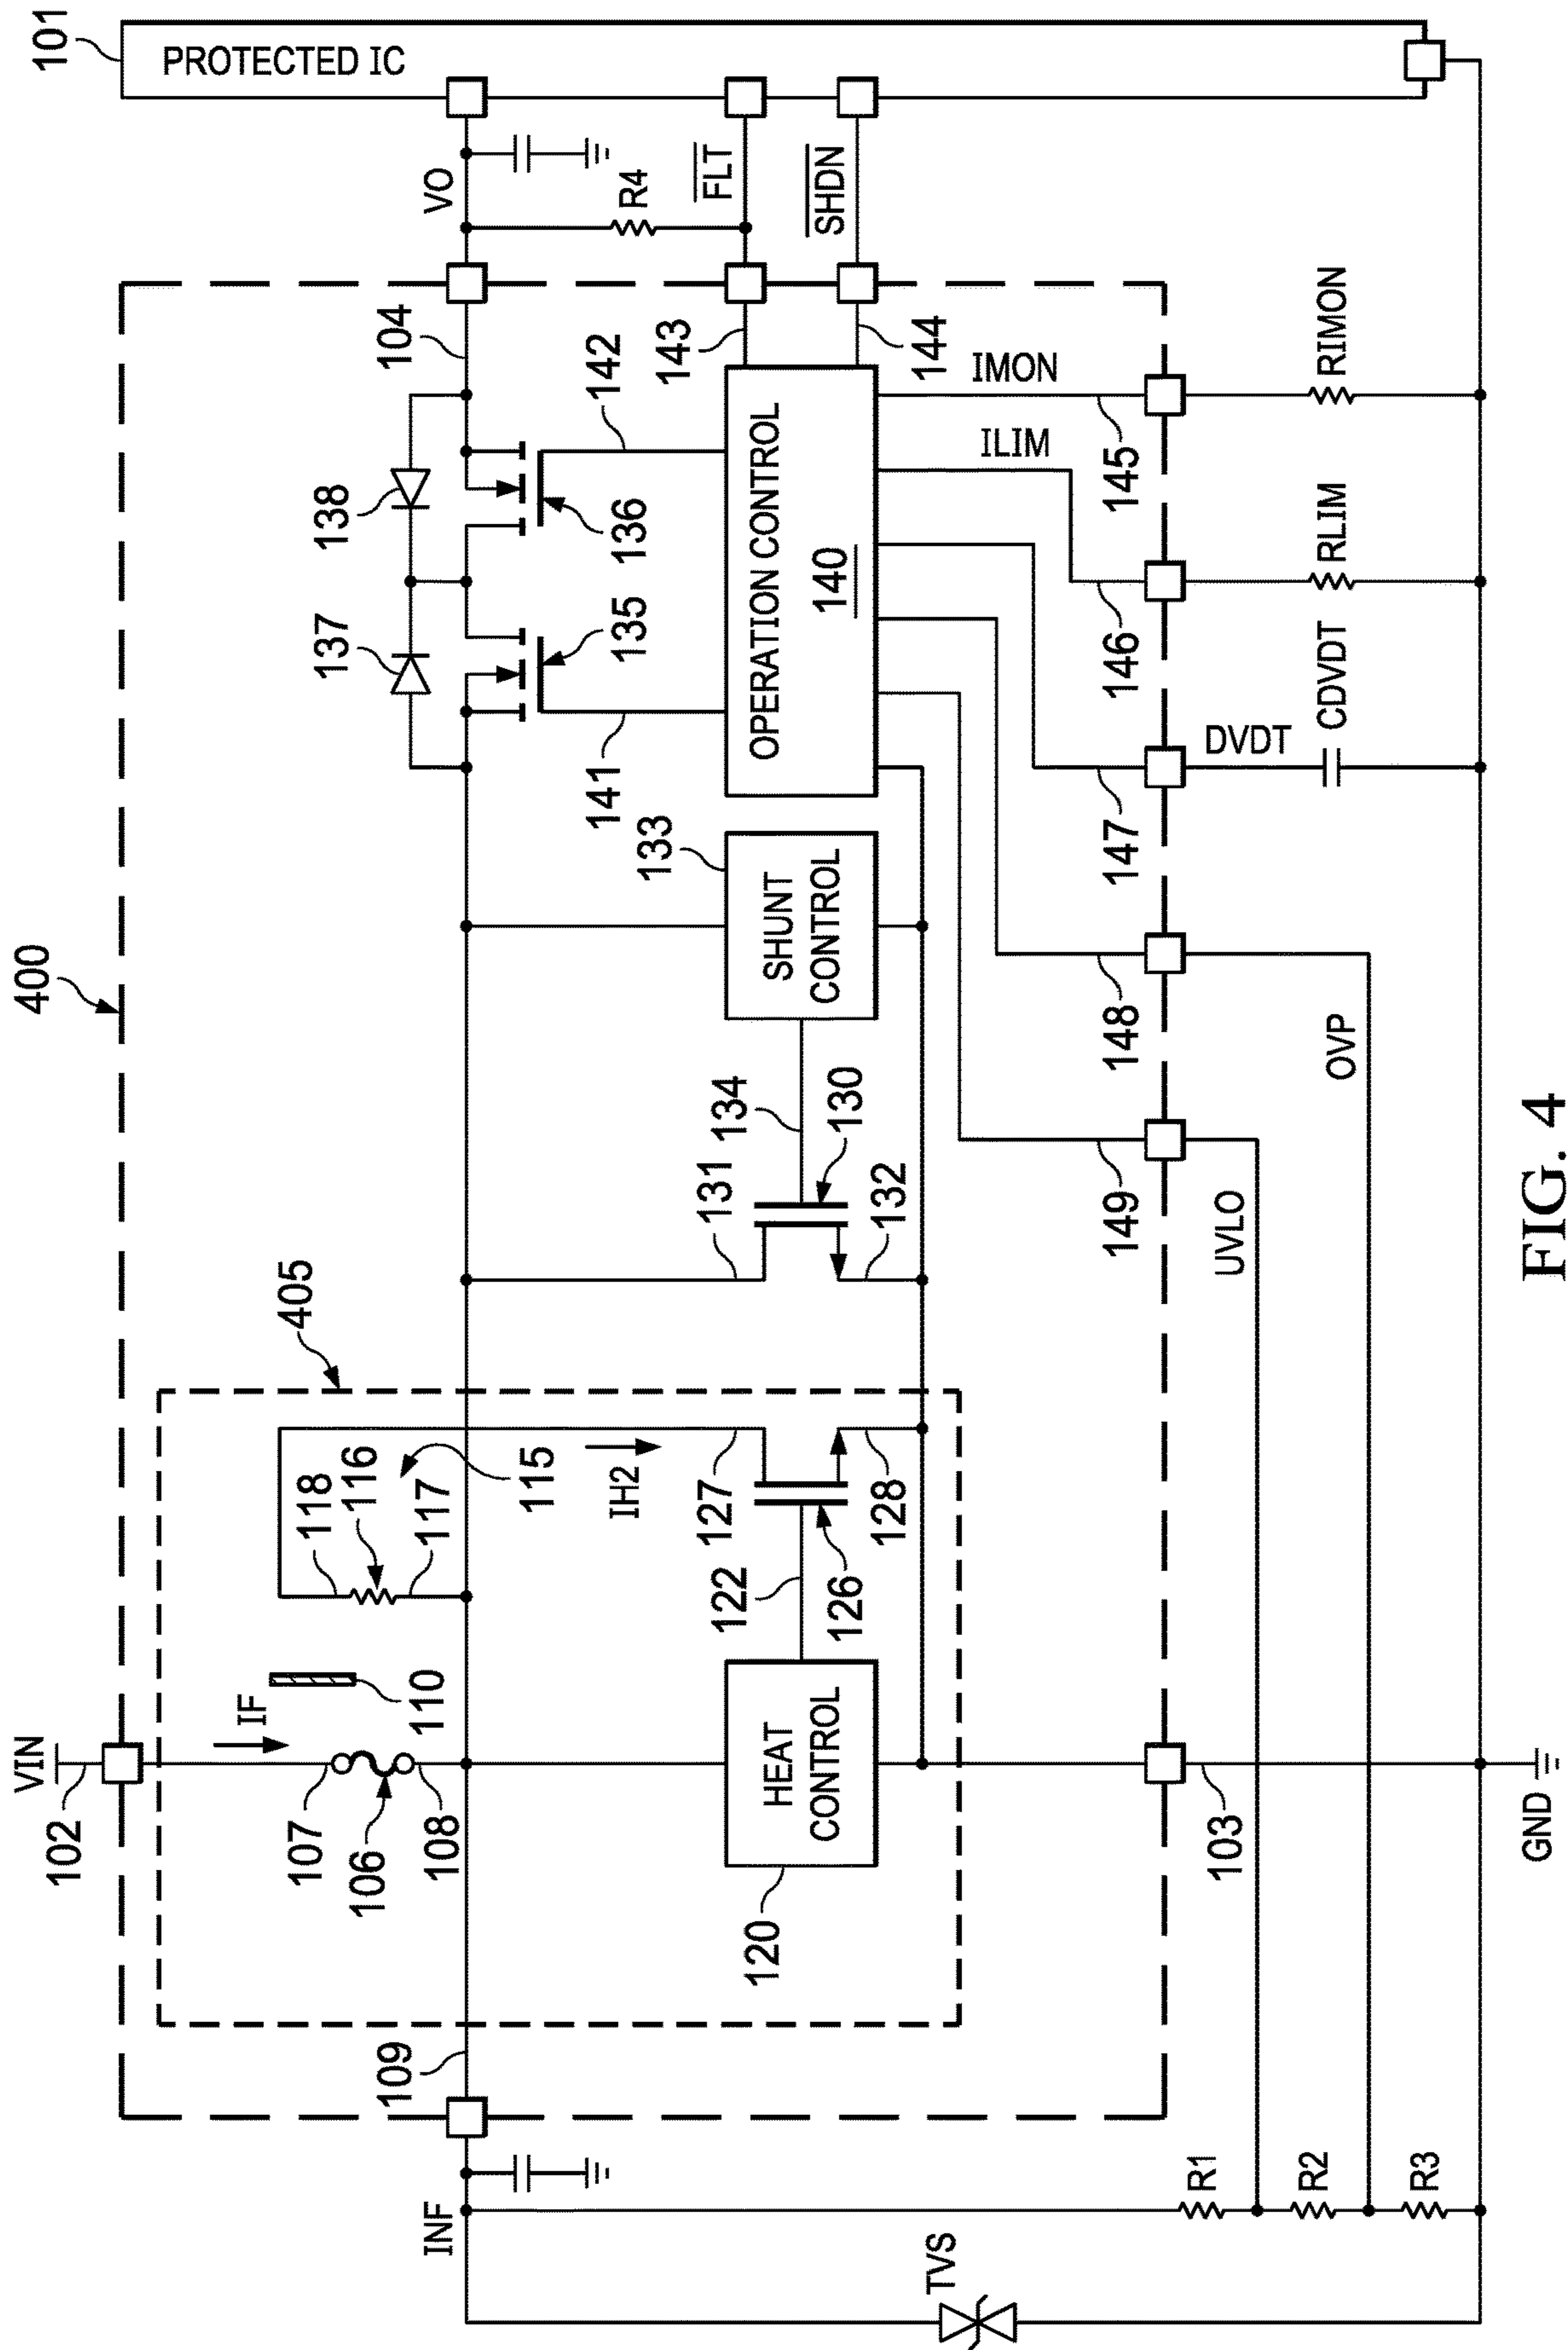 400
101
PROTECTED IC
VIN
102
IF
107
106
108
110
118
116
117
115
405
137
138
104
VO
109
INF
IH2
127
122
126
128
HEAT
CONTROL
120
131
134
130
132
SHUNT
CONTROL
133
141
135
136
142
OPERATION CONTROL
140
143
144
R4
FLT
SHDN
IMON
ILIM
149
148
147
146
145
UVLO
OVP
DVDT
CDVDT
RLIM
RIMON
103
GND
TVS
R1
R2
R3
FIG. 4